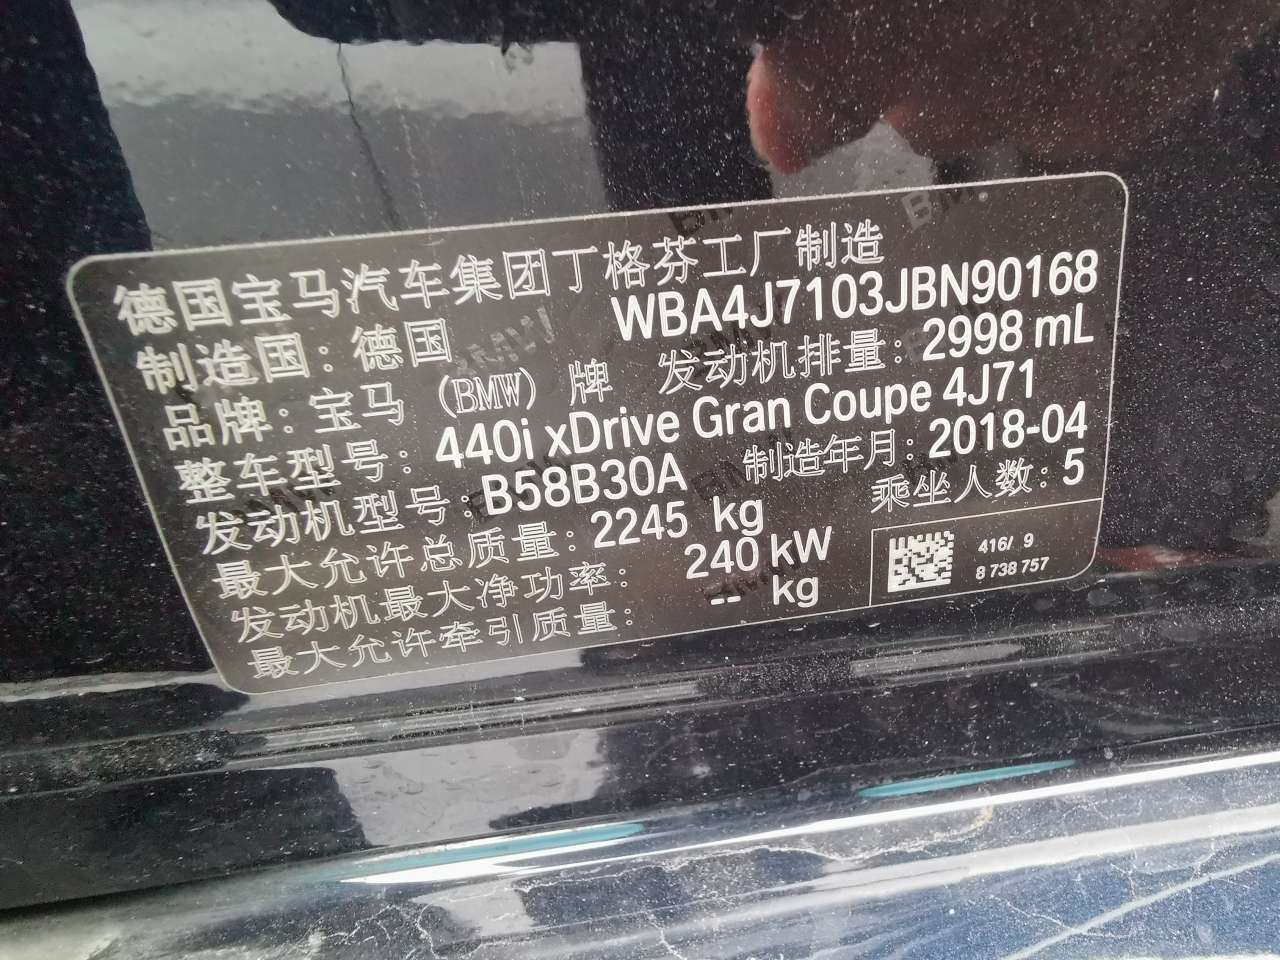 德国宝马汽车集团丁格芬工厂制造
制造国：德国 WBA4J7103JBN90168
品牌：宝马（BMW）牌 发动机排量：2998 mL
整车型号：440i xDrive Gran Coupe 4J71
发动机型号：B58B30A 制造年月：2018-04
最大允许总质量：2245 kg 乘坐人数：5
发动机最大净功率：240 kW
最大允许牵引质量：-- kg
416/ 9
8 738 757